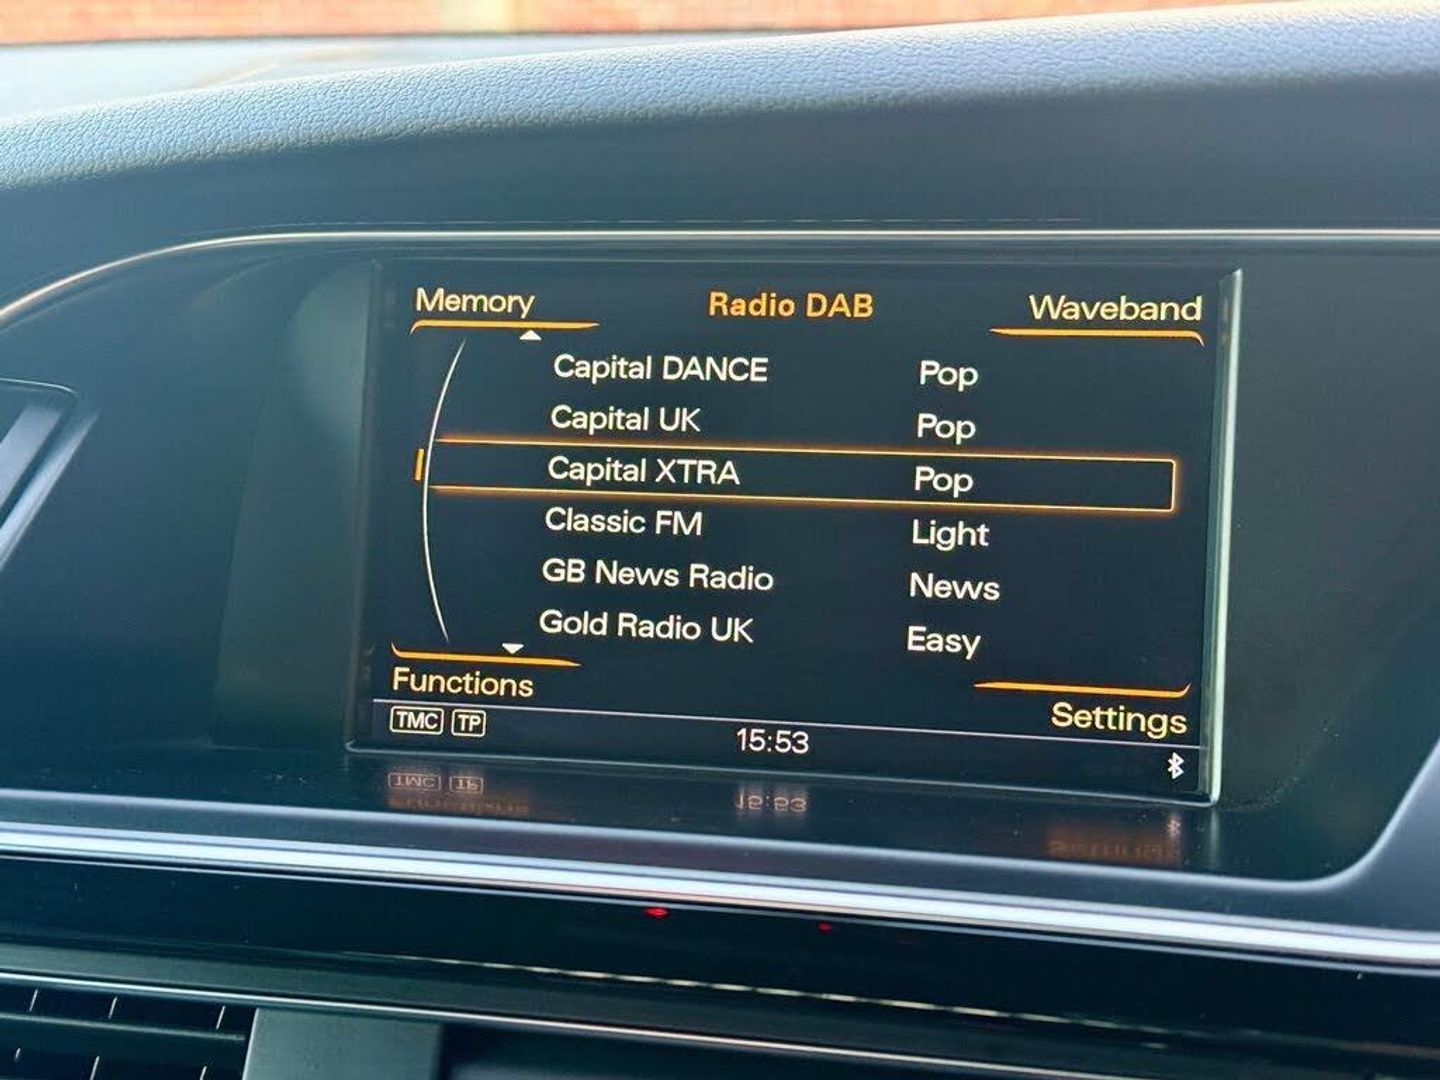 Memory Radio DAB Waveband
Capital DANCE Pop
Capital UK Pop
Capital XTRA Pop
Classic FM Light
GB News Radio News
Gold Radio UK Easy
Functions Settings
TMC TP 15:53